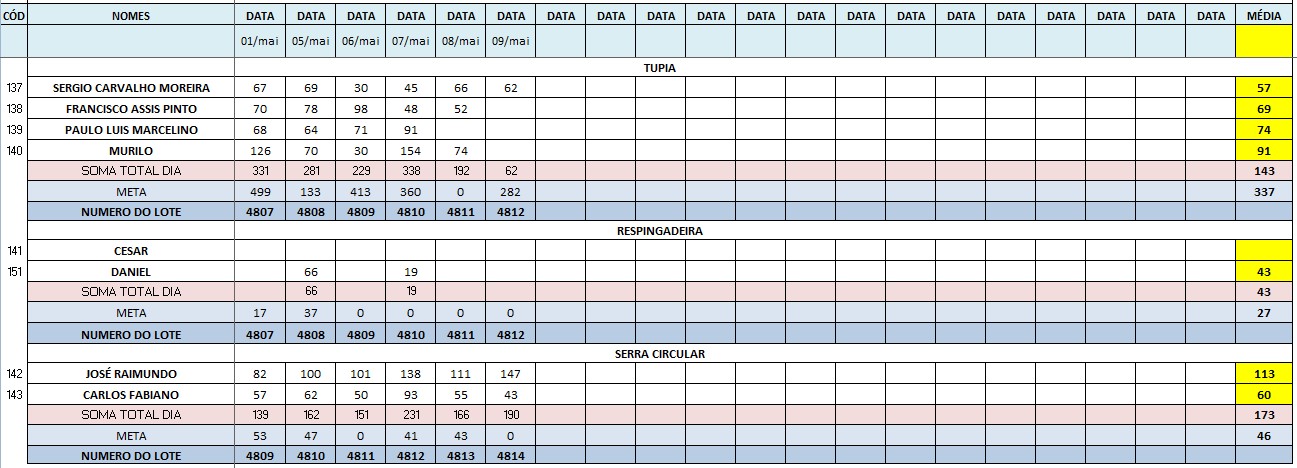 CÓD NOMES DATA DATA DATA DATA DATA DATA DATA DATA DATA DATA DATA DATA DATA DATA DATA DATA DATA DATA DATA DATA MÉDIA
01/mai 05/mai 06/mai 07/mai 08/mai 09/mai
TUPIA
137 SERGIO CARVALHO MOREIRA 67 69 30 45 66 62 57
138 FRANCISCO ASSIS PINTO 70 78 98 48 52 69
139 PAULO LUIS MARCELINO 68 64 71 91 74
140 MURILO 126 70 30 154 74 91
SOMA TOTAL DIA 331 281 229 338 192 62 143
META 499 133 413 360 0 282 337
NUMERO DO LOTE 4807 4808 4809 4810 4811 4812
RESPINGADEIRA
141 CESAR
151 DANIEL 66 19 43
SOMA TOTAL DIA 66 19 43
META 17 37 0 0 0 0 27
NUMERO DO LOTE 4807 4808 4809 4810 4811 4812
SERRA CIRCULAR
142 JOSÉ RAIMUNDO 82 100 101 138 111 147 113
143 CARLOS FABIANO 57 62 50 93 55 43 60
SOMA TOTAL DIA 139 162 151 231 166 190 173
META 53 47 0 41 43 0 46
NUMERO DO LOTE 4809 4810 4811 4812 4813 4814